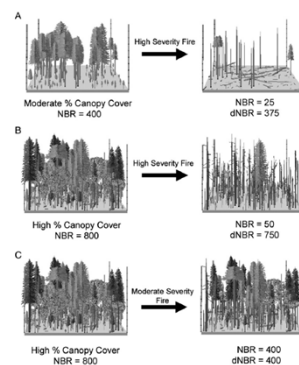 A
High Severity Fire
Moderate % Canopy Cover
NBR = 400
NBR = 25
dNBR = 375
B
High Severity Fire
High % Canopy Cover
NBR = 800
NBR = 50
dNBR = 750
C
Moderate Severity
Fire
High % Canopy Cover
NBR = 800
NBR = 400
dNBR = 400